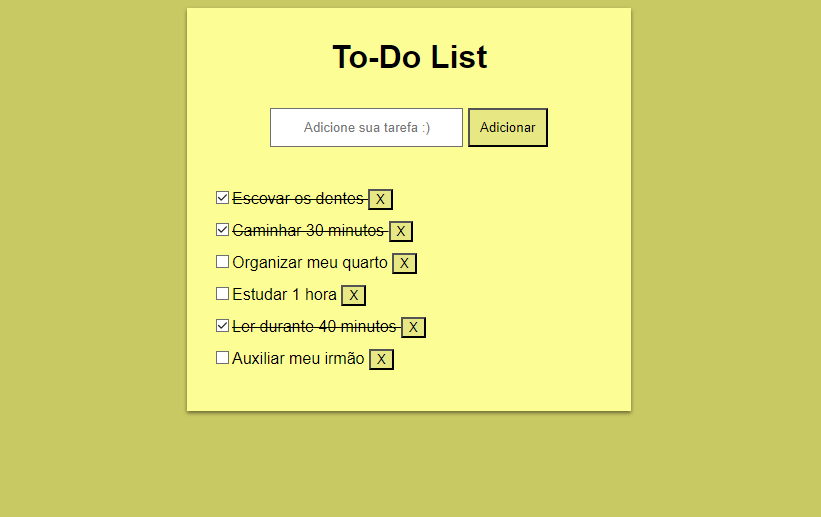 To-Do List
Adicione sua tarefa :) Adicionar
Escovar os dentes X
Caminhar 30 minutos X
Organizar meu quarto X
Estudar 1 hora X
Ler durante 40 minutos X
Auxiliar meu irmão X